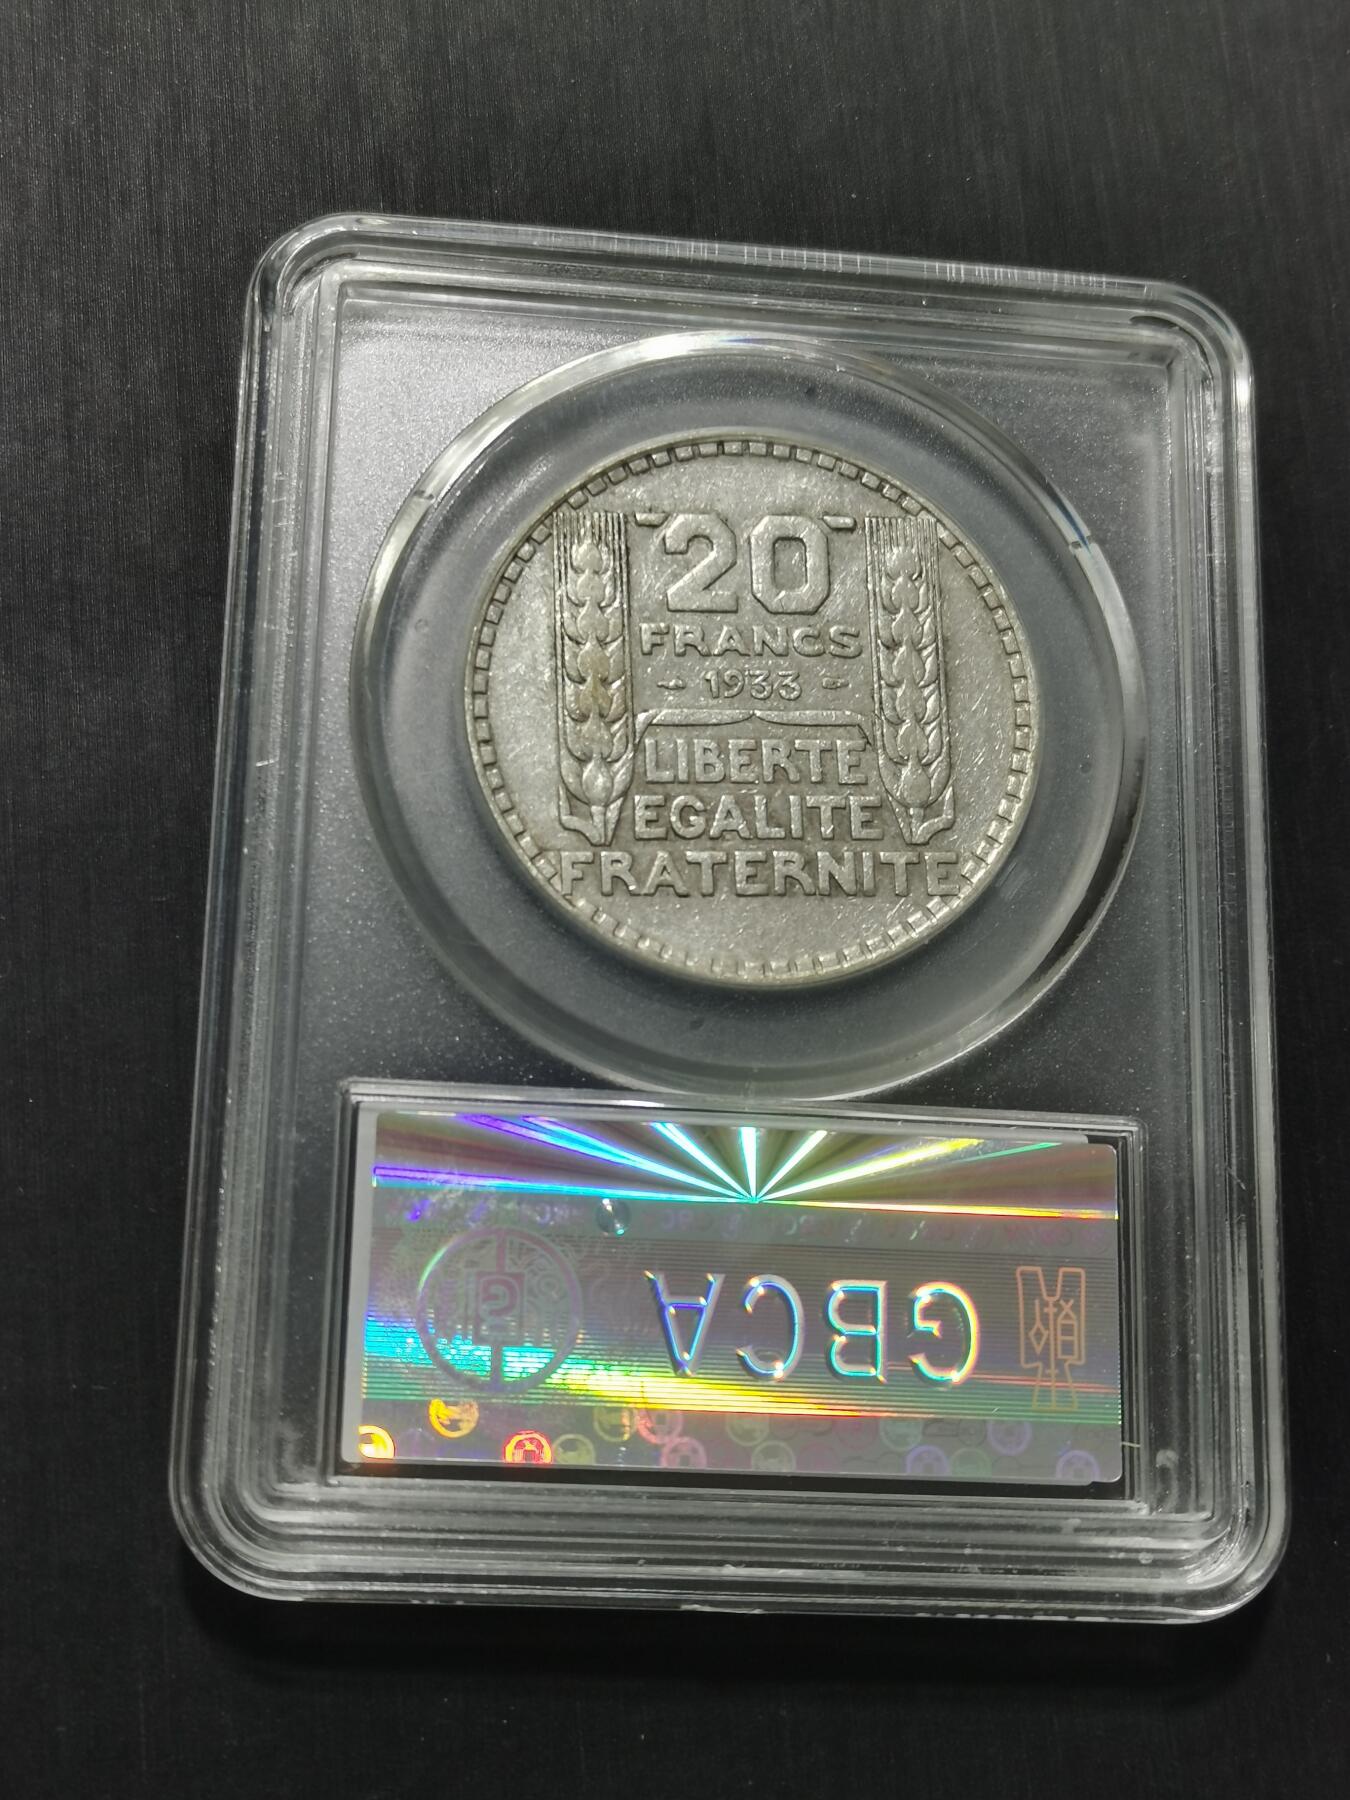 20
FRANCS
1933
LIBERTE
EGALITE
FRATERNITE
GBCA